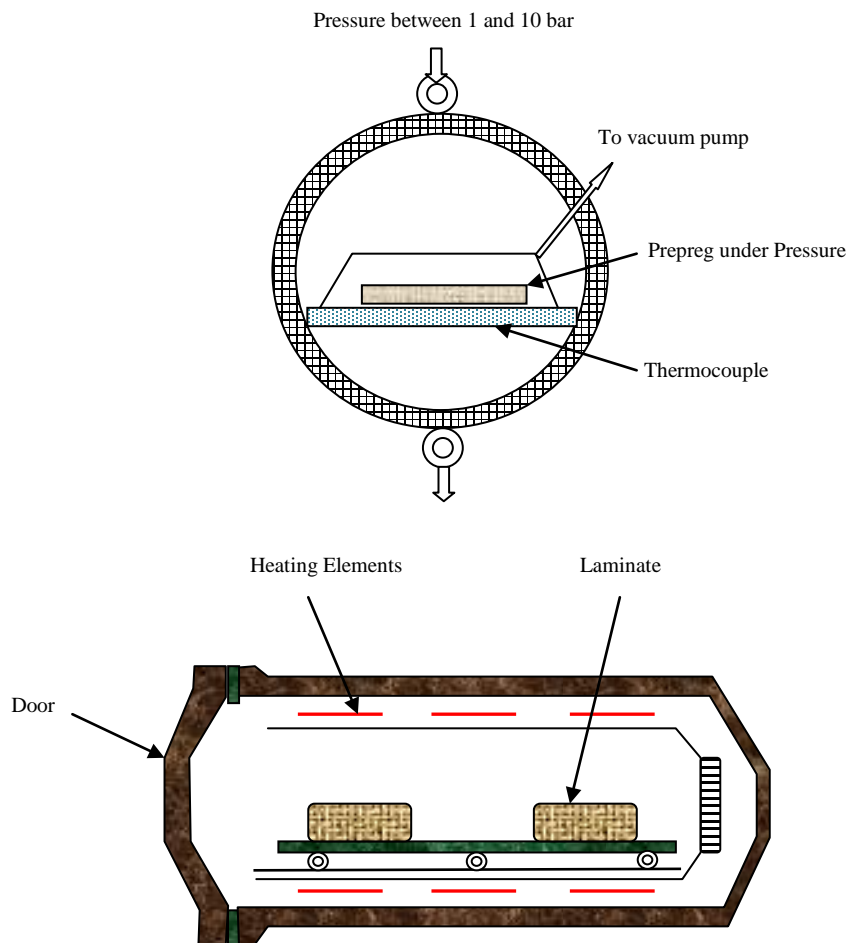 Pressure between 1 and 10 bar
To vacuum pump
Prepreg under Pressure
Thermocouple
Heating Elements
Laminate
Door